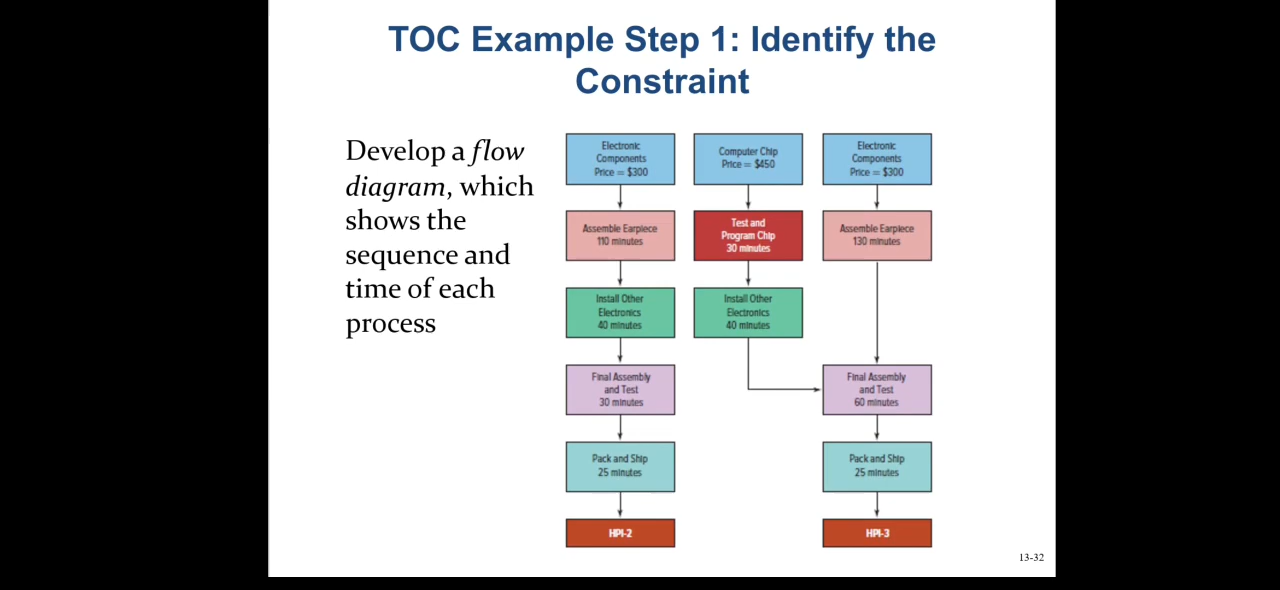 TOC Example Step 1: Identify the
Constraint
Develop a flow
diagram, which
shows the
sequence and
time of each
process
Electronic
Components
Price = $300
Computer Chip
Price = $450
Electronic
Components
Price = $300
Assemble Earpiece
110 minutes
Test and
Program Chip
30 minutes
Assemble Earpiece
130 minutes
Install Other
Electronics
40 minutes
Install Other
Electronics
40 minutes
Final Assembly
and Test
30 minutes
Final Assembly
and Test
60 minutes
Pack and Ship
25 minutes
Pack and Ship
25 minutes
HPI-2
HPI-3
13-32